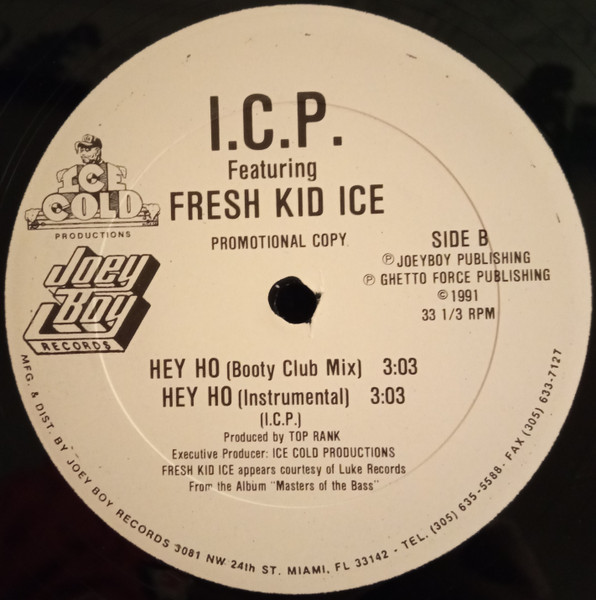 I.C.P.
Featuring
FRESH KID ICE
PROMOTIONAL COPY
ICE
COLD
PRODUCTIONS
Joey
Boy
RECORDS
SIDE B
Ⓟ JOEYBOY PUBLISHING
Ⓟ GHETTO FORCE PUBLISHING
© 1991
33 1/3 RPM
HEY HO (Booty Club Mix) 3:03
HEY HO (Instrumental) 3:03
(I.C.P.)
Produced by TOP RANK
Executive Producer: ICE COLD PRODUCTIONS
FRESH KID ICE appears courtesy of Luke Records
From the Album "Masters of the Bass"
MFG. & DIST. BY JOEY BOY RECORDS 3081 NW 24th ST. MIAMI, FL 33142 - TEL. (305) 635-5588 - FAX (305) 633-7127